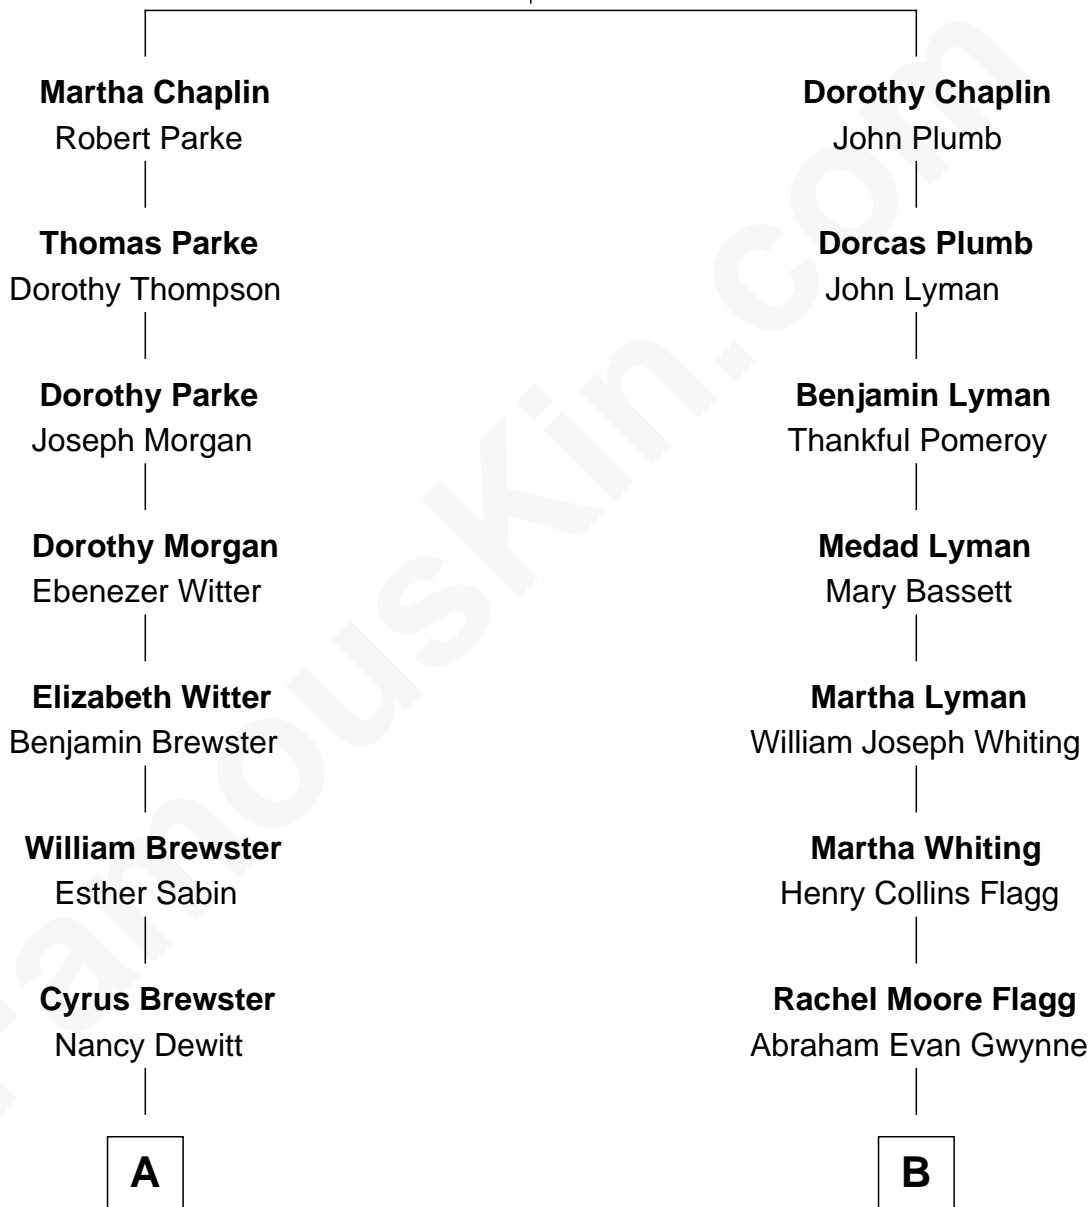 Martha Chaplin
Robert Parke
Thomas Parke
Dorothy Thompson
Dorothy Parke
Joseph Morgan
Dorothy Morgan
Ebenezer Witter
Elizabeth Witter
Benjamin Brewster
William Brewster
Esther Sabin
Cyrus Brewster
Nancy Dewitt
A
Dorothy Chaplin
John Plumb
Dorcas Plumb
John Lyman
Benjamin Lyman
Thankful Pomeroy
Medad Lyman
Mary Bassett
Martha Lyman
William Joseph Whiting
Martha Whiting
Henry Collins Flagg
Rachel Moore Flagg
Abraham Evan Gwynne
B
FamousKin.com